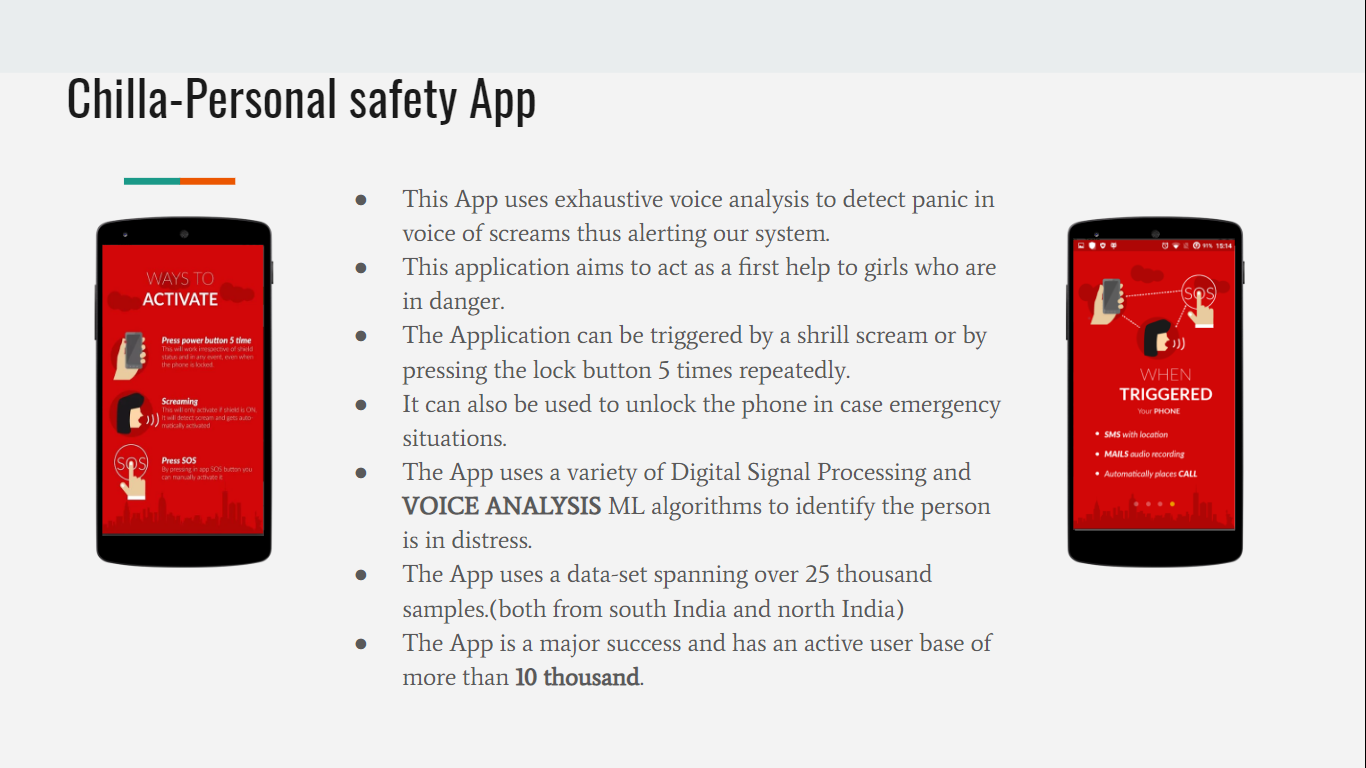 Chilla-Personal safety App
WAYS TO
ACTIVATE
Press power button 5 time
This will work irrespective of shield
status and in any event, even when
the phone is locked.
Screaming
This will only activate if shield is ON.
It will detect scream and gets auto-
matically activated
SOS
Press SOS
By pressing in app SOS button you
can manually activate it
● This App uses exhaustive voice analysis to detect panic in
voice of screams thus alerting our system.
● This application aims to act as a first help to girls who are
in danger.
● The Application can be triggered by a shrill scream or by
pressing the lock button 5 times repeatedly.
● It can also be used to unlock the phone in case emergency
situations.
● The App uses a variety of Digital Signal Processing and
VOICE ANALYSIS ML algorithms to identify the person
is in distress.
● The App uses a data-set spanning over 25 thousand
samples.(both from south India and north India)
● The App is a major success and has an active user base of
more than 10 thousand.
91% 15:14
SOS
WHEN
TRIGGERED
Your PHONE
• SMS with location
• MAILS audio recording
• Automatically places CALL